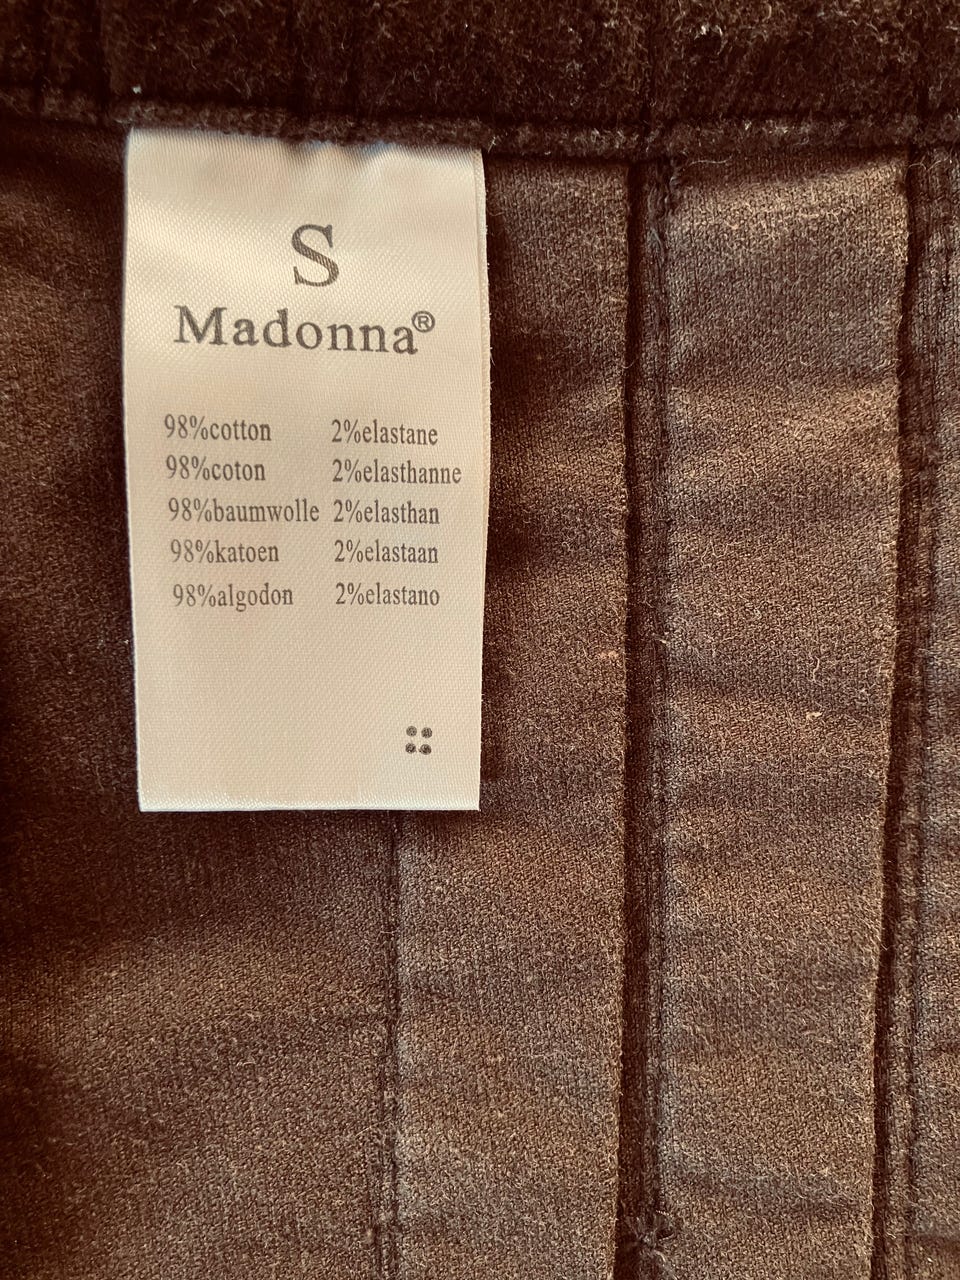 S
Madonna®
98%cotton 2%elastane
98%coton 2%elasthanne
98%baumwolle 2%elasthan
98%katoen 2%elastaan
98%algodon 2%elastano